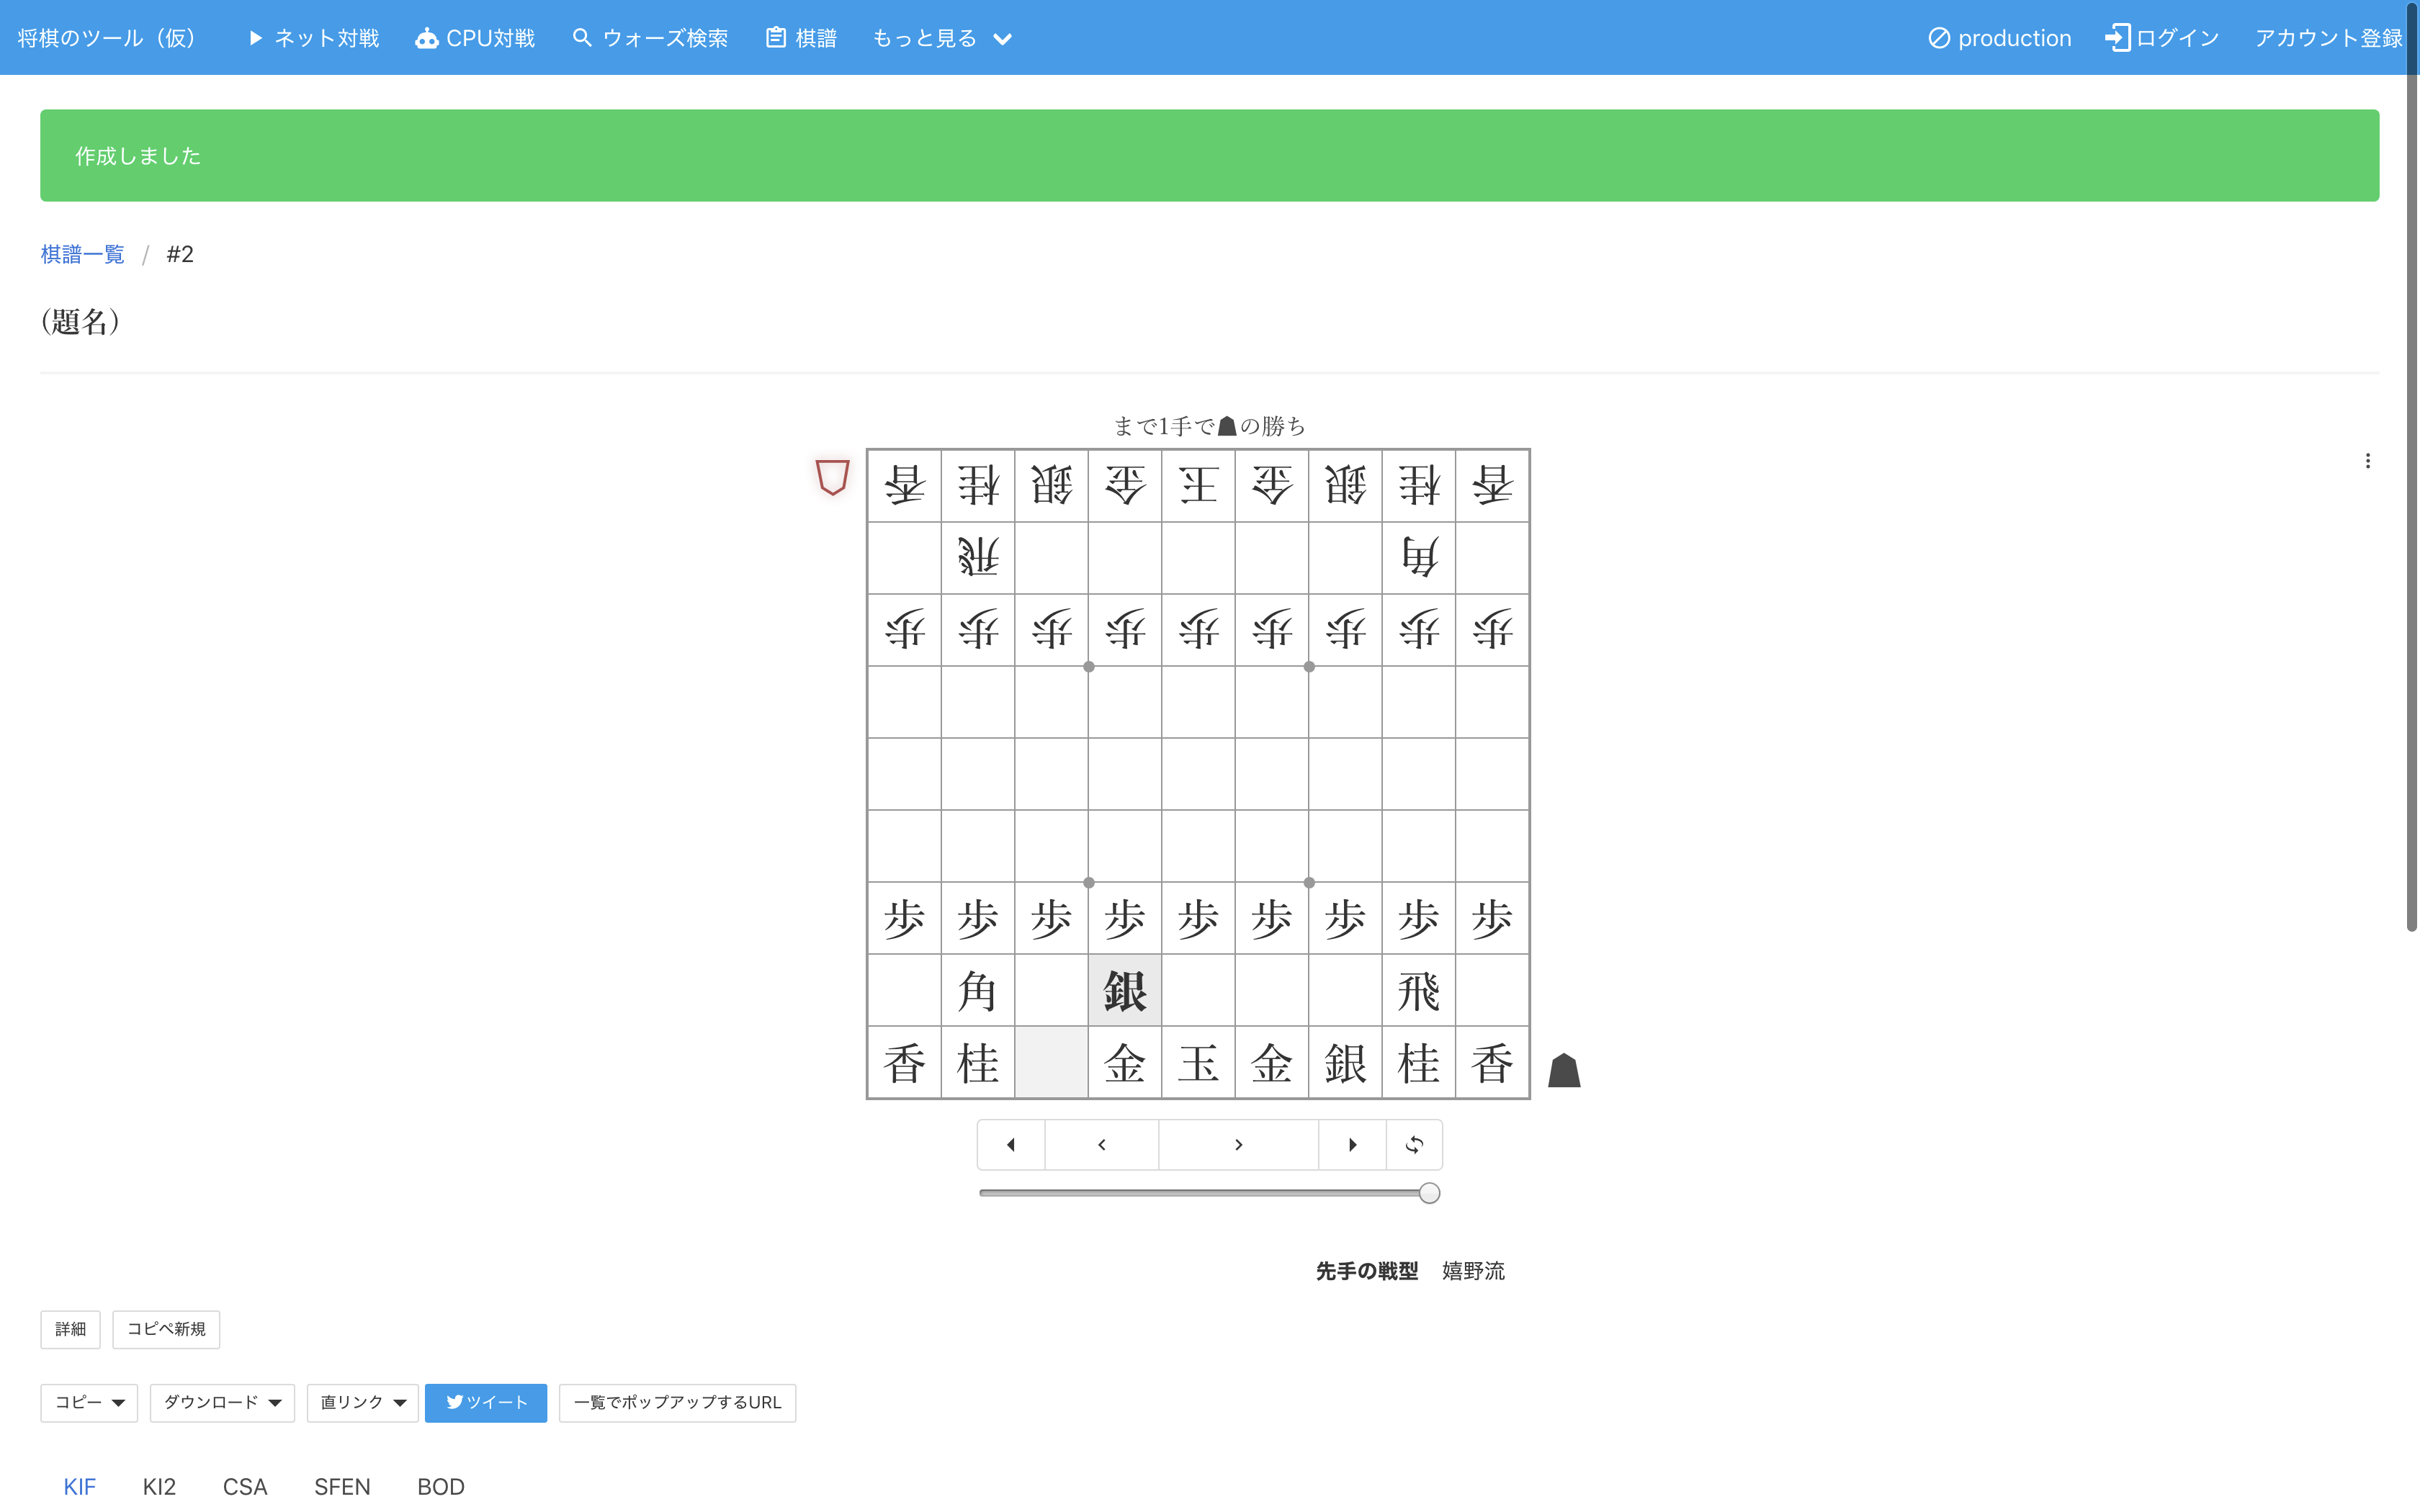 将棋のツール（仮） ネット対戦 CPU対戦 ウォーズ検索 棋譜 もっと見る production ログイン アカウント登録
作成しました
棋譜一覧 / #2
(題名)
まで1手で☗の勝ち
香 桂 銀 金 王 金 銀 桂 香
飛 角
歩 歩 歩 歩 歩 歩 歩 歩 歩
歩 歩 歩 歩 歩 歩 歩 歩 歩
角 銀 飛
香 桂 金 玉 金 銀 桂 香
先手の戦型 嬉野流
詳細 コピペ新規
コピー ダウンロード 直リンク ツイート 一覧でポップアップするURL
KIF KI2 CSA SFEN BOD